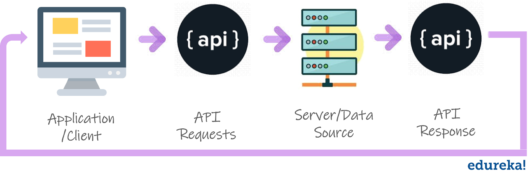 { api }
{ api }
Application
/Client
API
Requests
Server/Data
Source
API
Response
edureka!